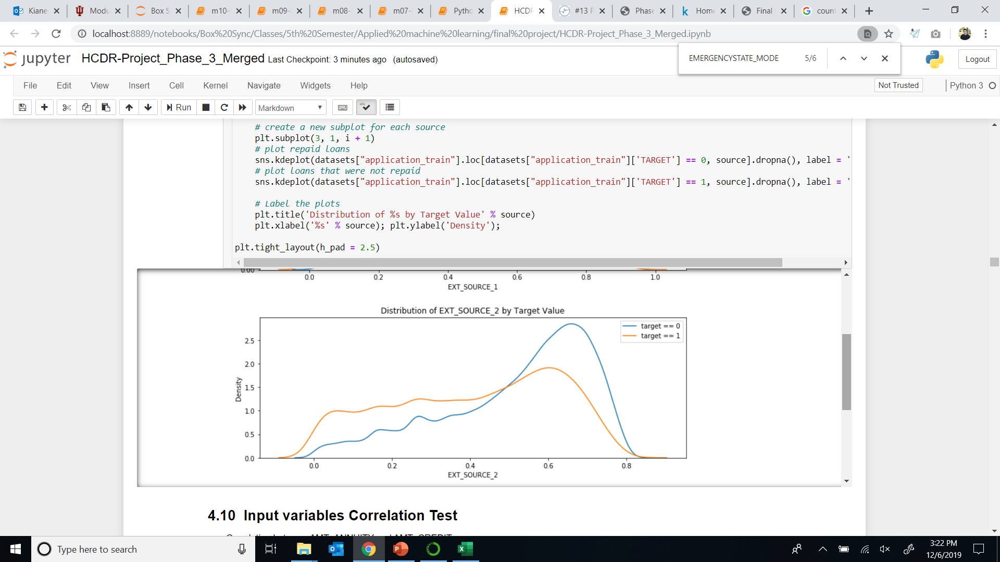 Kiane
Modu
Box S
m10-
m09-
m08-
m07-
Pytho
HCDR
#13 P
Phase
Home
Final
coun
localhost:8889/notebooks/Box%20Sync/Classes/5th%20Semester/Applied%20machine%20learning/final%20project/HCDR-Project_Phase_3_Merged.ipynb
EMERGENCYSTATE_MODE 5/6
jupyter HCDR-Project_Phase_3_Merged Last Checkpoint: 3 minutes ago (autosaved)
Logout
File Edit View Insert Cell Kernel Navigate Widgets Help
Not Trusted
Python 3
Run
Markdown
abc
# create a new subplot for each source
plt.subplot(3, 1, i + 1)
# plot repaid loans
sns.kdeplot(datasets["application_train"].loc[datasets["application_train"]['TARGET'] == 0, source].dropna(), label = '
# plot loans that were not repaid
sns.kdeplot(datasets["application_train"].loc[datasets["application_train"]['TARGET'] == 1, source].dropna(), label = '
# Label the plots
plt.title('Distribution of %s by Target Value' % source)
plt.xlabel('%s' % source); plt.ylabel('Density');
plt.tight_layout(h_pad = 2.5)
0.00
0.0 0.2 0.4 0.6 0.8 1.0
EXT_SOURCE_1
Distribution of EXT_SOURCE_2 by Target Value
target == 0
target == 1
2.5
2.0
1.5
1.0
0.5
0.0
Density
0.0 0.2 0.4 0.6 0.8
EXT_SOURCE_2
4.10 Input variables Correlation Test
Type here to search
3:22 PM
12/6/2019